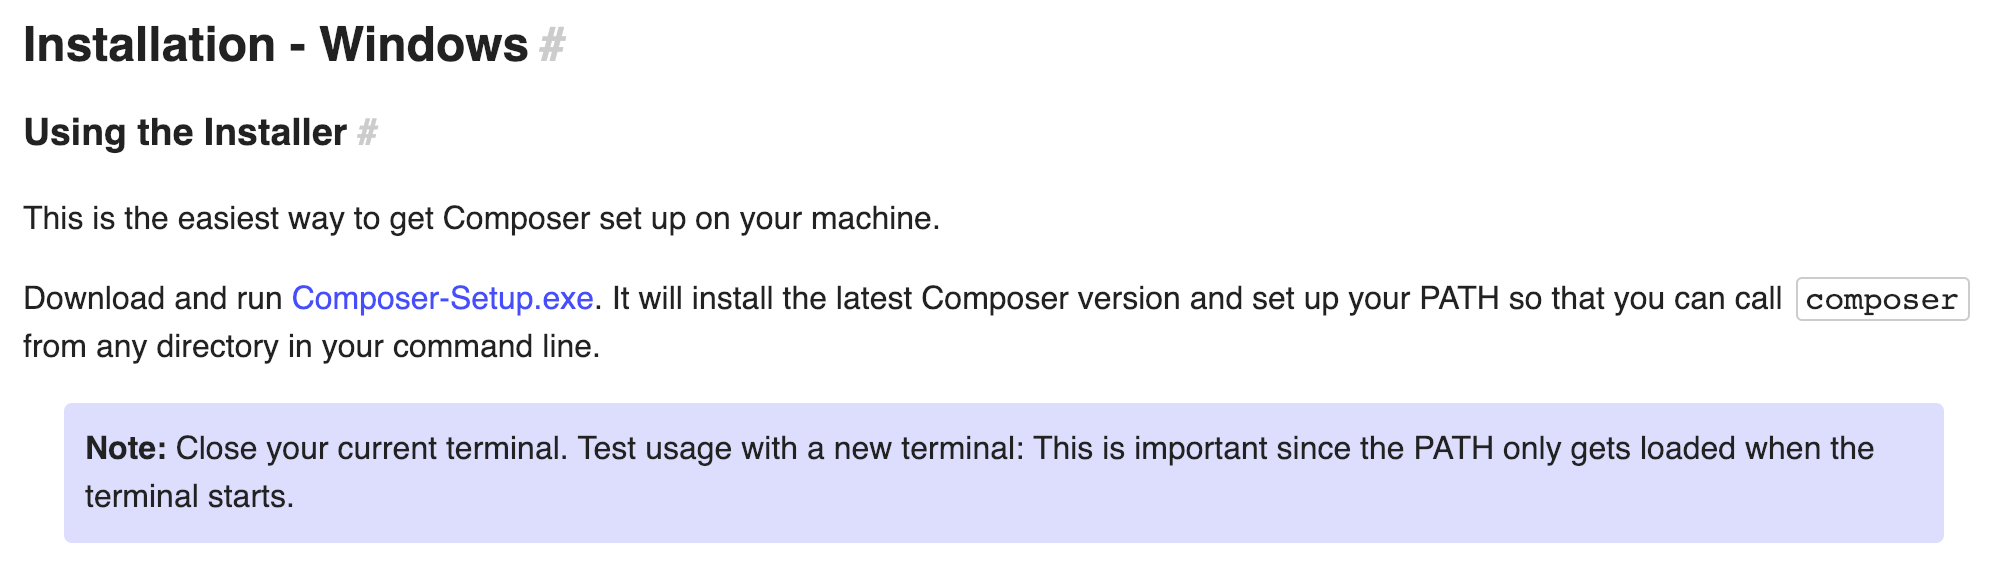 Installation - Windows #
Using the Installer #
This is the easiest way to get Composer set up on your machine.
Download and run Composer-Setup.exe. It will install the latest Composer version and set up your PATH so that you can call composer
from any directory in your command line.
Note: Close your current terminal. Test usage with a new terminal: This is important since the PATH only gets loaded when the
terminal starts.